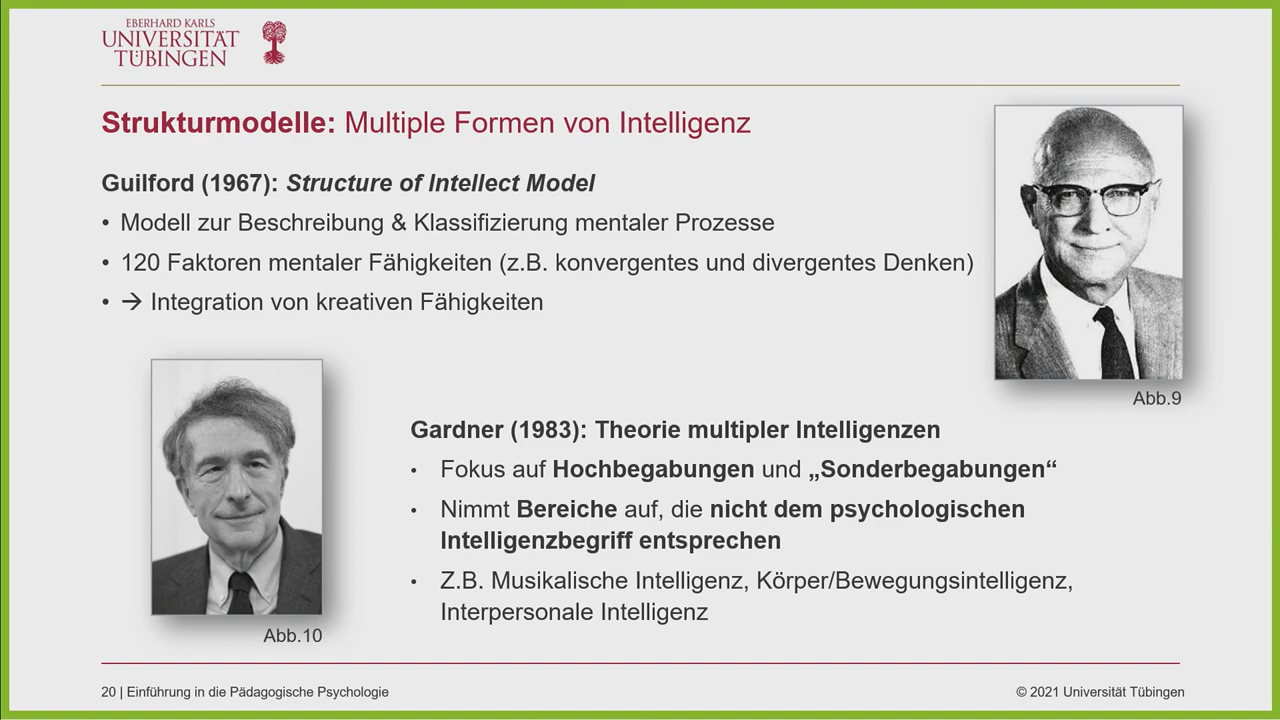 EBERHARD KARLS
UNIVERSITÄT
TÜBINGEN
Strukturmodelle: Multiple Formen von Intelligenz
Guilford (1967): Structure of Intellect Model
• Modell zur Beschreibung & Klassifizierung mentaler Prozesse
• 120 Faktoren mentaler Fähigkeiten (z.B. konvergentes und divergentes Denken)
• → Integration von kreativen Fähigkeiten
Abb.9
Gardner (1983): Theorie multipler Intelligenzen
• Fokus auf Hochbegabungen und „Sonderbegabungen“
• Nimmt Bereiche auf, die nicht dem psychologischen
Intelligenzbegriff entsprechen
• Z.B. Musikalische Intelligenz, Körper/Bewegungsintelligenz,
Interpersonale Intelligenz
Abb.10
20 | Einführung in die Pädagogische Psychologie
© 2021 Universität Tübingen